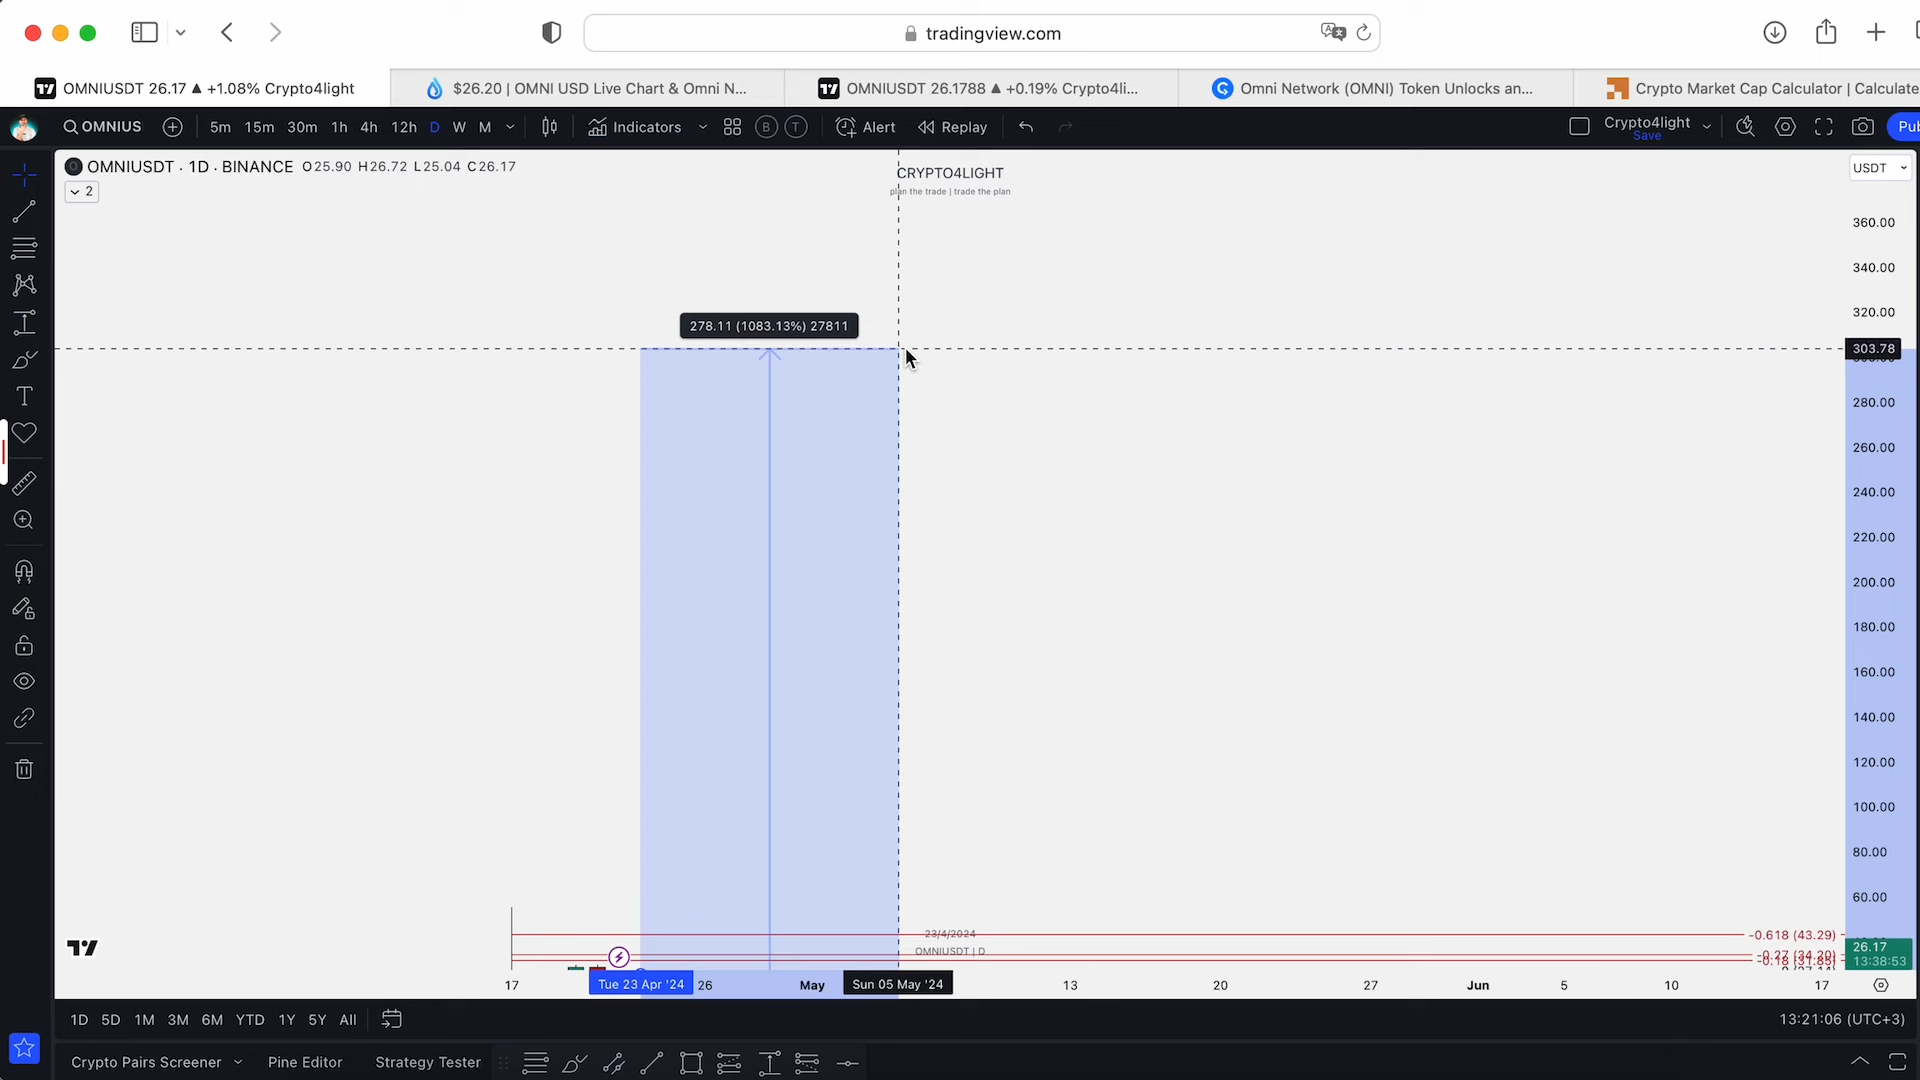 tradingview.com
OMNIUSDT 26.17 ▲ +1.08% Crypto4light
$26.20 | OMNI USD Live Chart & Omni N...
OMNIUSDT 26.1788 ▲ +0.19% Crypto4li...
Omni Network (OMNI) Token Unlocks an...
Crypto Market Cap Calculator | Calculate
OMNIUS
5m 15m 30m 1h 4h 12h D W M
Indicators
B T
Alert
Replay
Crypto4light
Save
Pub
OMNIUSDT · 1D · BINANCE O25.90 H26.72 L25.04 C26.17
2
CRYPTO4LIGHT
plan the trade | trade the plan
USDT
360.00
340.00
320.00
278.11 (1083.13%) 27811
303.78
280.00
260.00
240.00
220.00
200.00
180.00
160.00
140.00
120.00
100.00
80.00
60.00
23/4/2024
OMNIUSDT | D
-0.618 (43.29)
-0.27 (34.20)
26.17
13:38:53
17 Tue 23 Apr '24 26 May Sun 05 May '24 13 20 27 Jun 5 10 17
1D 5D 1M 3M 6M YTD 1Y 5Y All
13:21:06 (UTC+3)
Crypto Pairs Screener Pine Editor Strategy Tester